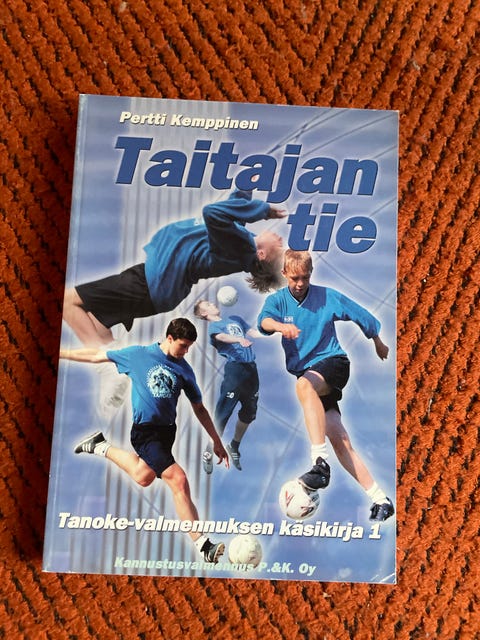 Pertti Kemppinen
Taitajan
tie
Tanoke-valmennuksen käsikirja 1
Kannustusvalmennus P.&K. Oy